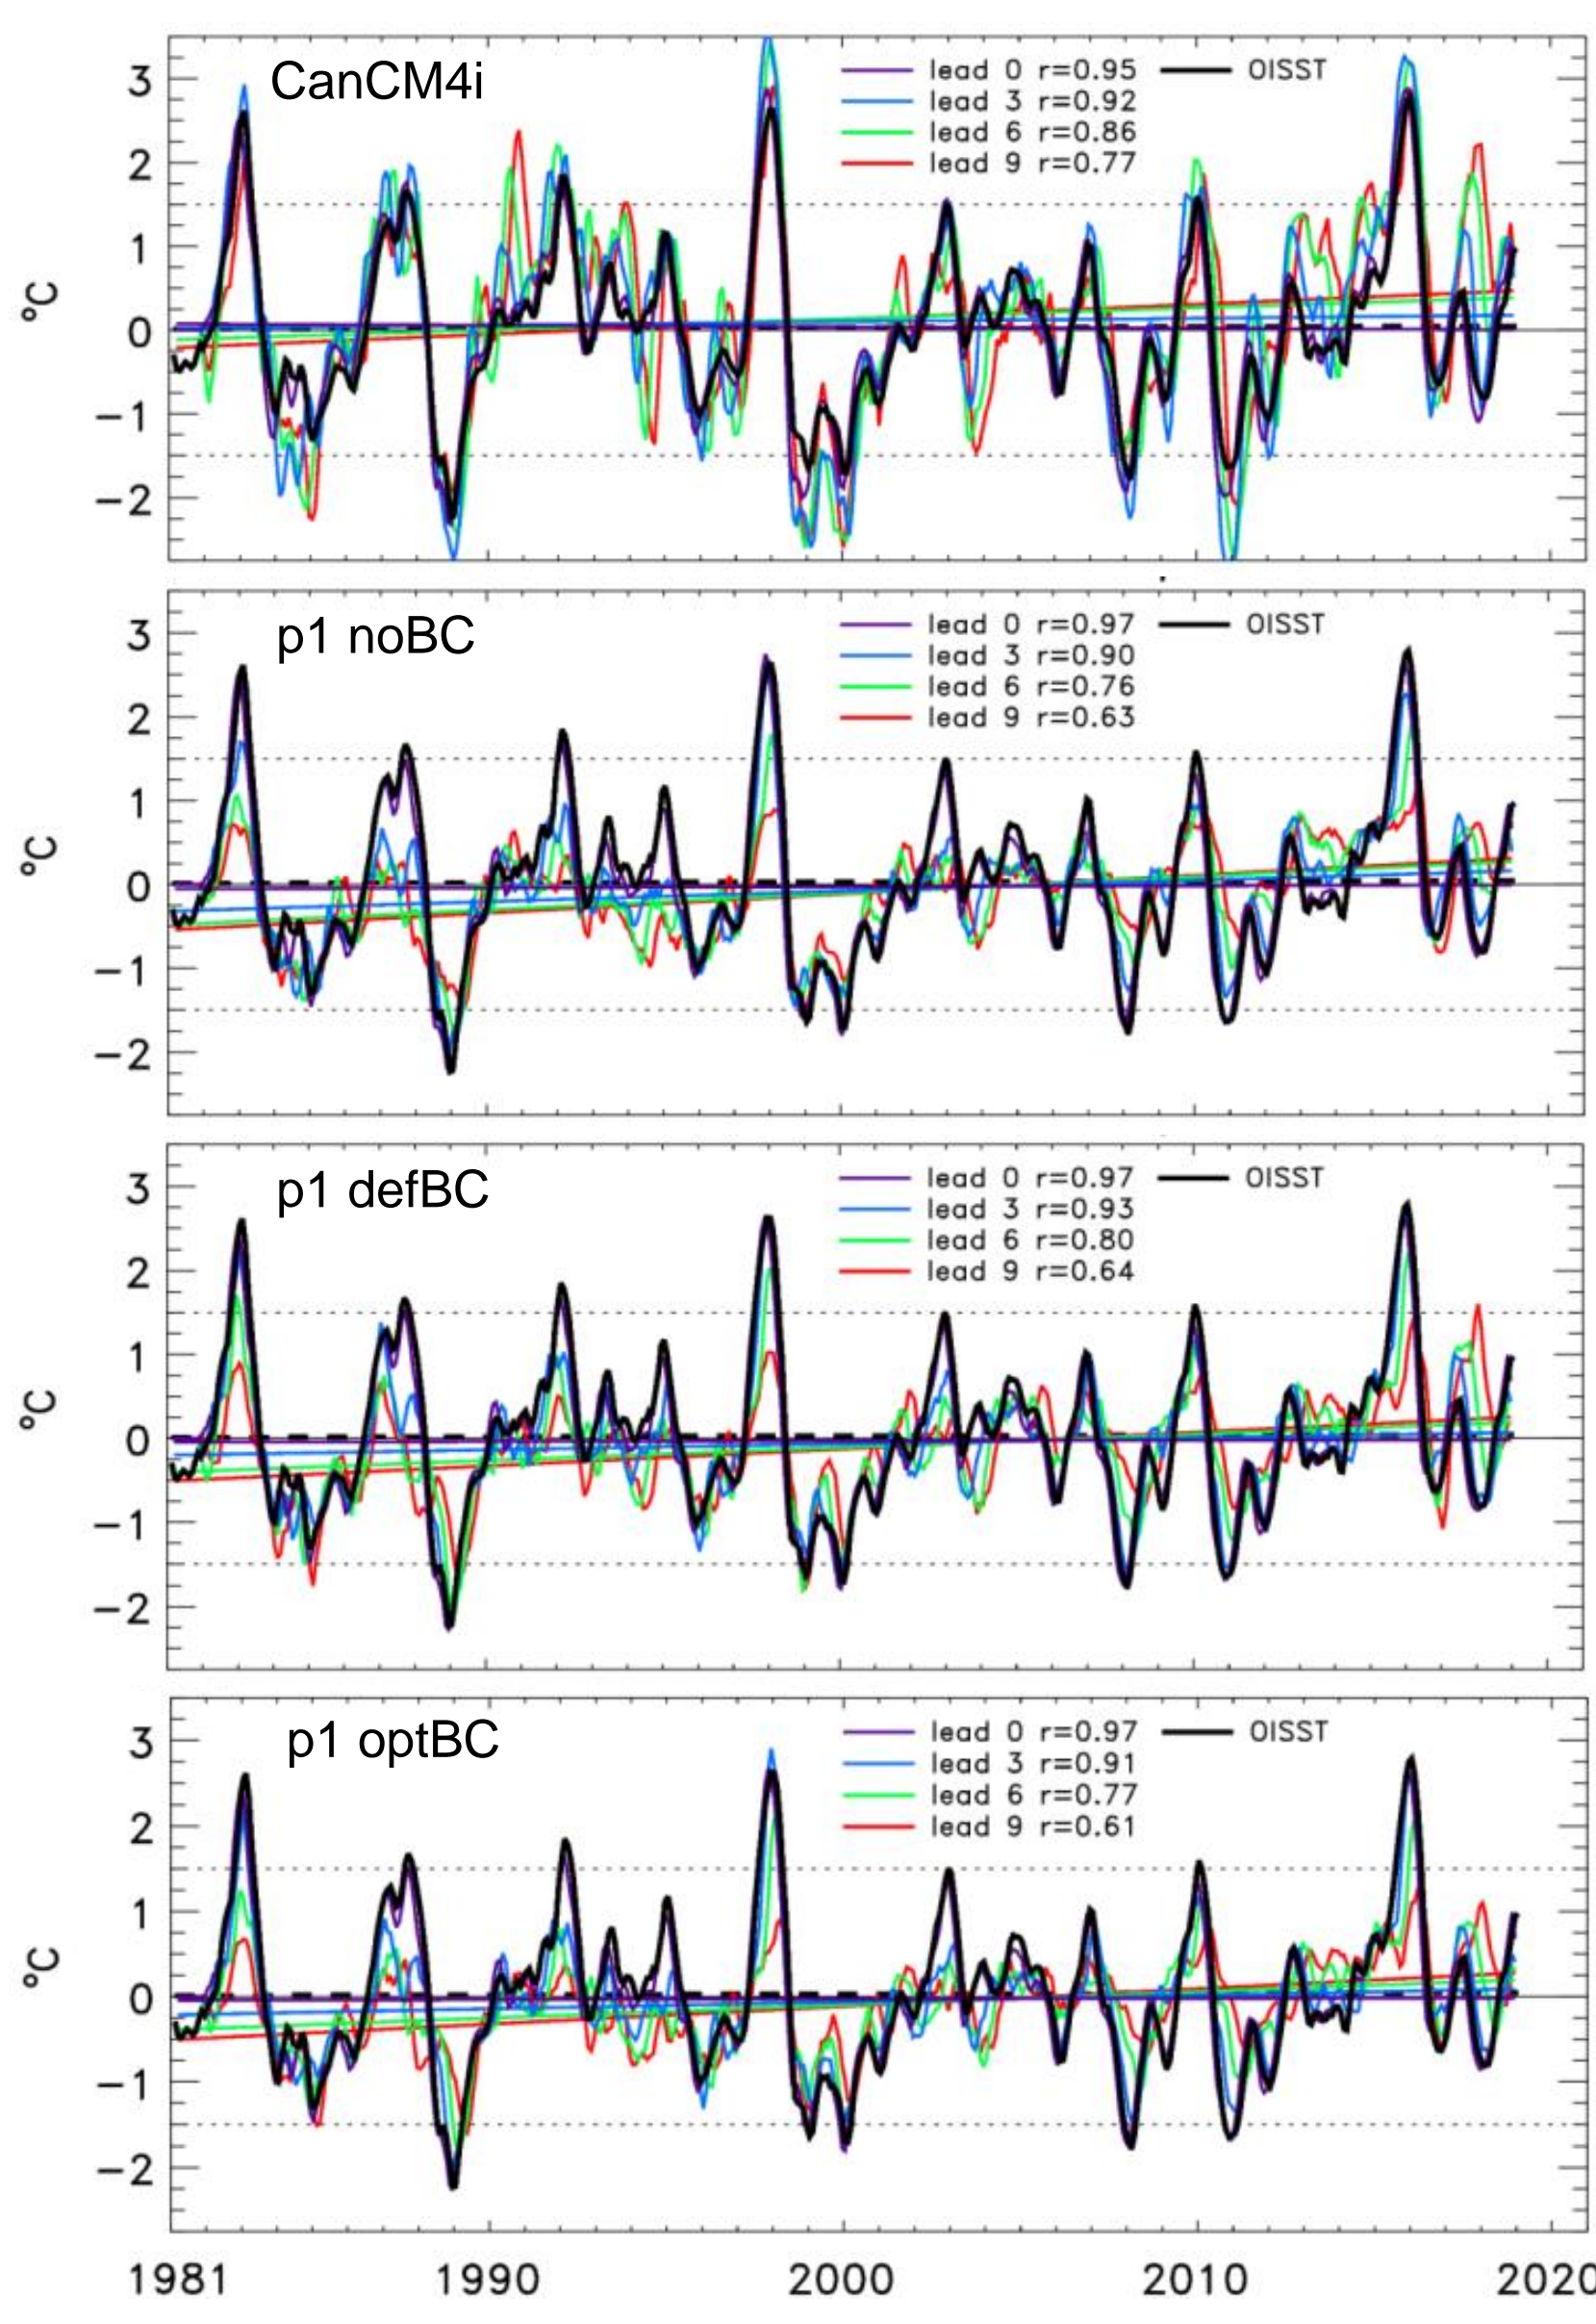 CanCM4i
lead 0 r=0.95 OISST
lead 3 r=0.92
lead 6 r=0.86
lead 9 r=0.77
3
2
1
0
−1
−2
°C
p1 noBC
lead 0 r=0.97 OISST
lead 3 r=0.90
lead 6 r=0.76
lead 9 r=0.63
3
2
1
0
−1
−2
°C
p1 defBC
lead 0 r=0.97 OISST
lead 3 r=0.93
lead 6 r=0.80
lead 9 r=0.64
3
2
1
0
−1
−2
°C
p1 optBC
lead 0 r=0.97 OISST
lead 3 r=0.91
lead 6 r=0.77
lead 9 r=0.61
3
2
1
0
−1
−2
°C
1981 1990 2000 2010 2020